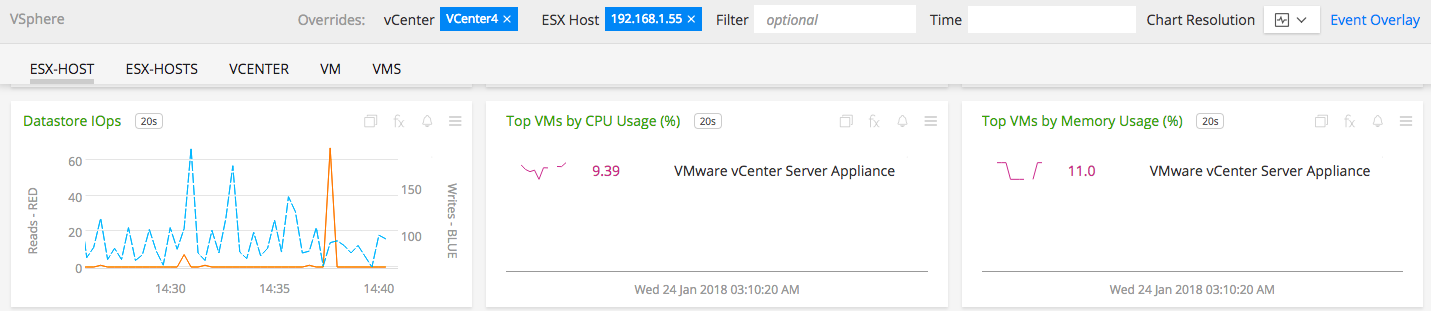 VSphere Overrides: vCenter VCenter4 × ESX Host 192.168.1.55 × Filter optional Time Chart Resolution Event Overlay
ESX-HOST ESX-HOSTS VCENTER VM VMS
Datastore IOps 20s fx
60
40
20
0
Reads - RED
150
100
Writes - BLUE
14:30 14:35 14:40
Top VMs by CPU Usage (%) 20s fx
9.39 VMware vCenter Server Appliance
Wed 24 Jan 2018 03:10:20 AM
Top VMs by Memory Usage (%) 20s fx
11.0 VMware vCenter Server Appliance
Wed 24 Jan 2018 03:10:20 AM